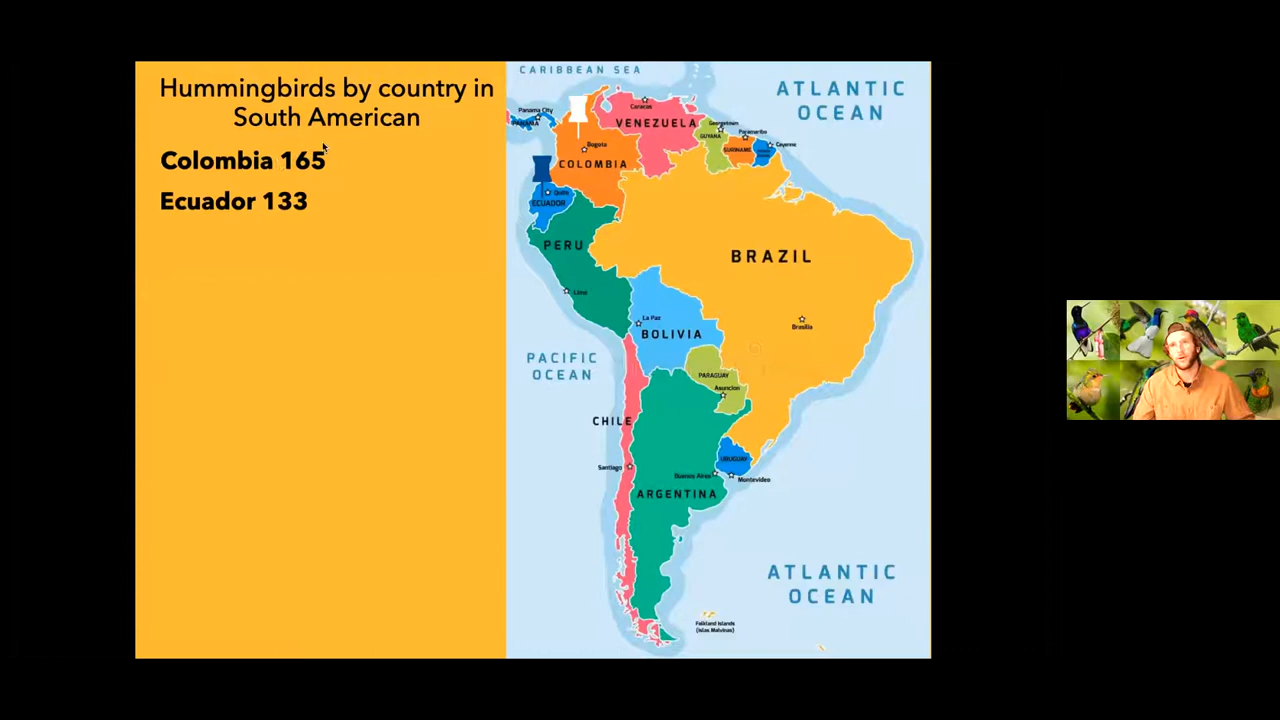 Hummingbirds by country in
South American
Colombia 165
Ecuador 133
CARIBBEAN SEA
ATLANTIC
OCEAN
Panama City
PANAMA
Caracas
VENEZUELA
Georgetown
GUYANA
Paramaribo
SURINAME
Cayenne
Bogota
COLOMBIA
Quito
ECUADOR
PERU
Lima
BRAZIL
Brasilia
La Paz
BOLIVIA
PACIFIC
OCEAN
PARAGUAY
Asuncion
CHILE
Santiago
URUGUAY
Buenos Aires
Montevideo
ARGENTINA
ATLANTIC
OCEAN
Falkland Islands
(Islas Malvinas)